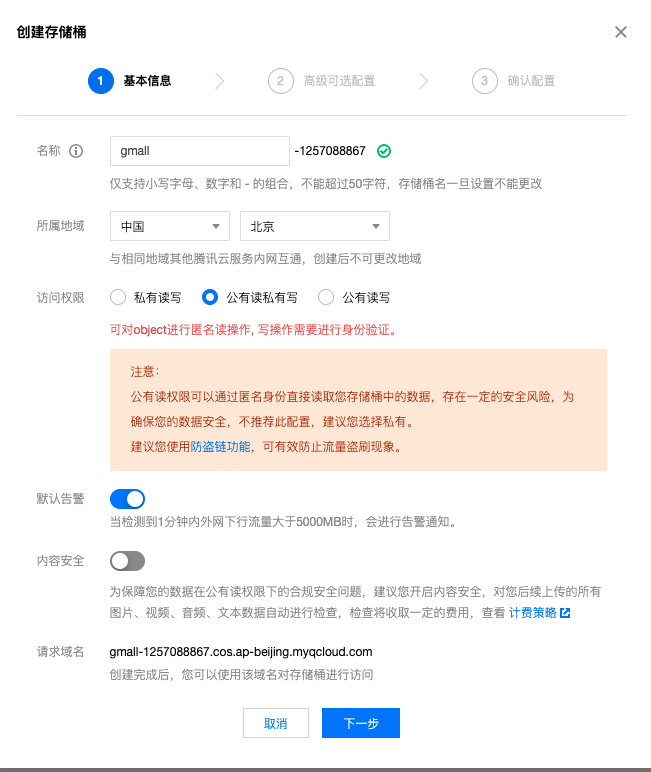 创建存储桶
1 基本信息 2 高级可选配置 3 确认配置
名称 gmall -1257088867
仅支持小写字母、数字和 - 的组合，不能超过50字符，存储桶名一旦设置不能更改
所属地域 中国 北京
与相同地域其他腾讯云服务内网互通，创建后不可更改地域
访问权限 私有读写 公有读私有写 公有读写
可对object进行匿名读操作, 写操作需要进行身份验证。
注意：
公有读权限可以通过匿名身份直接读取您存储桶中的数据，存在一定的安全风险，为
确保您的数据安全，不推荐此配置，建议您选择私有。
建议您使用防盗链功能，可有效防止流量盗刷现象。
默认告警
当检测到1分钟内外网下行流量大于5000MB时，会进行告警通知。
内容安全
为保障您的数据在公有读权限下的合规安全问题，建议您开启内容安全，对您后续上传的所有
图片、视频、音频、文本数据自动进行检查，检查将收取一定的费用，查看 计费策略
请求域名 gmall-1257088867.cos.ap-beijing.myqcloud.com
创建完成后，您可以使用该域名对存储桶进行访问
取消 下一步